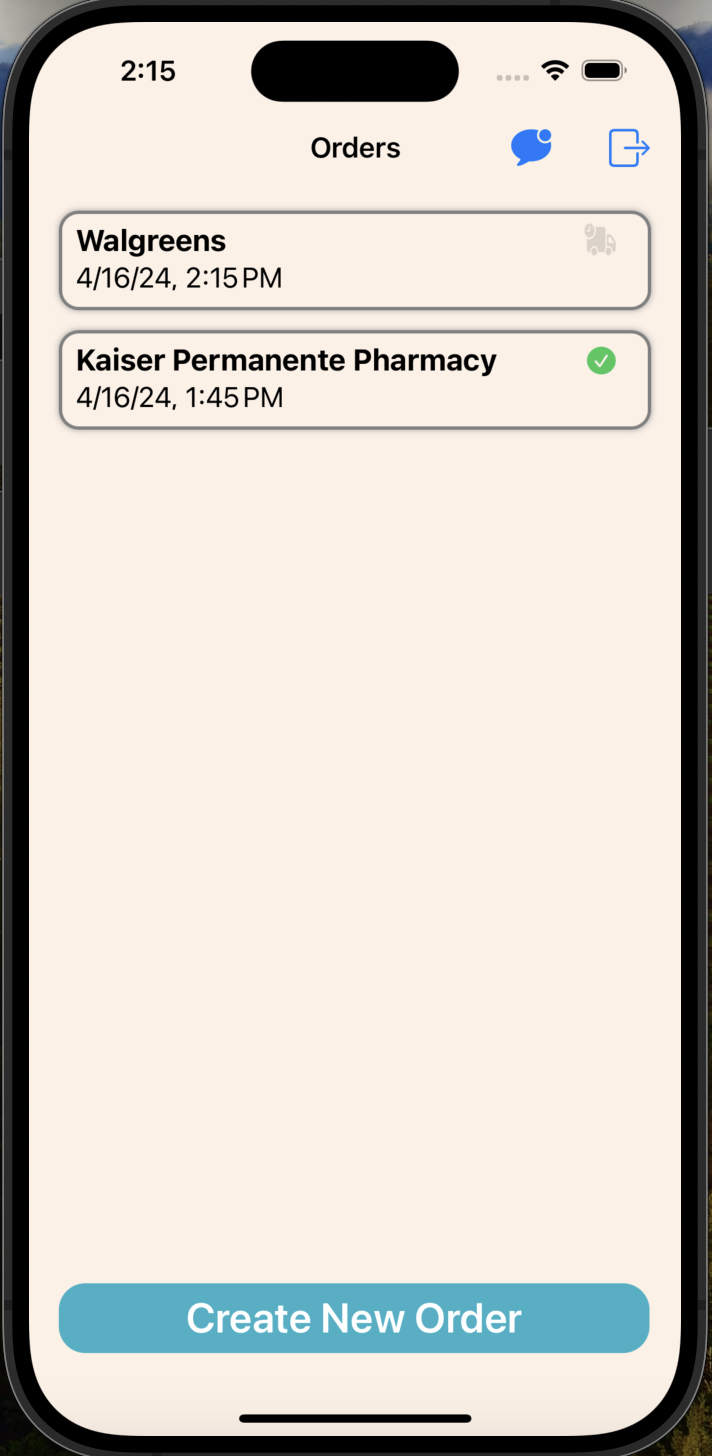 2:15
Orders
Walgreens
4/16/24, 2:15 PM
Kaiser Permanente Pharmacy
4/16/24, 1:45 PM
Create New Order